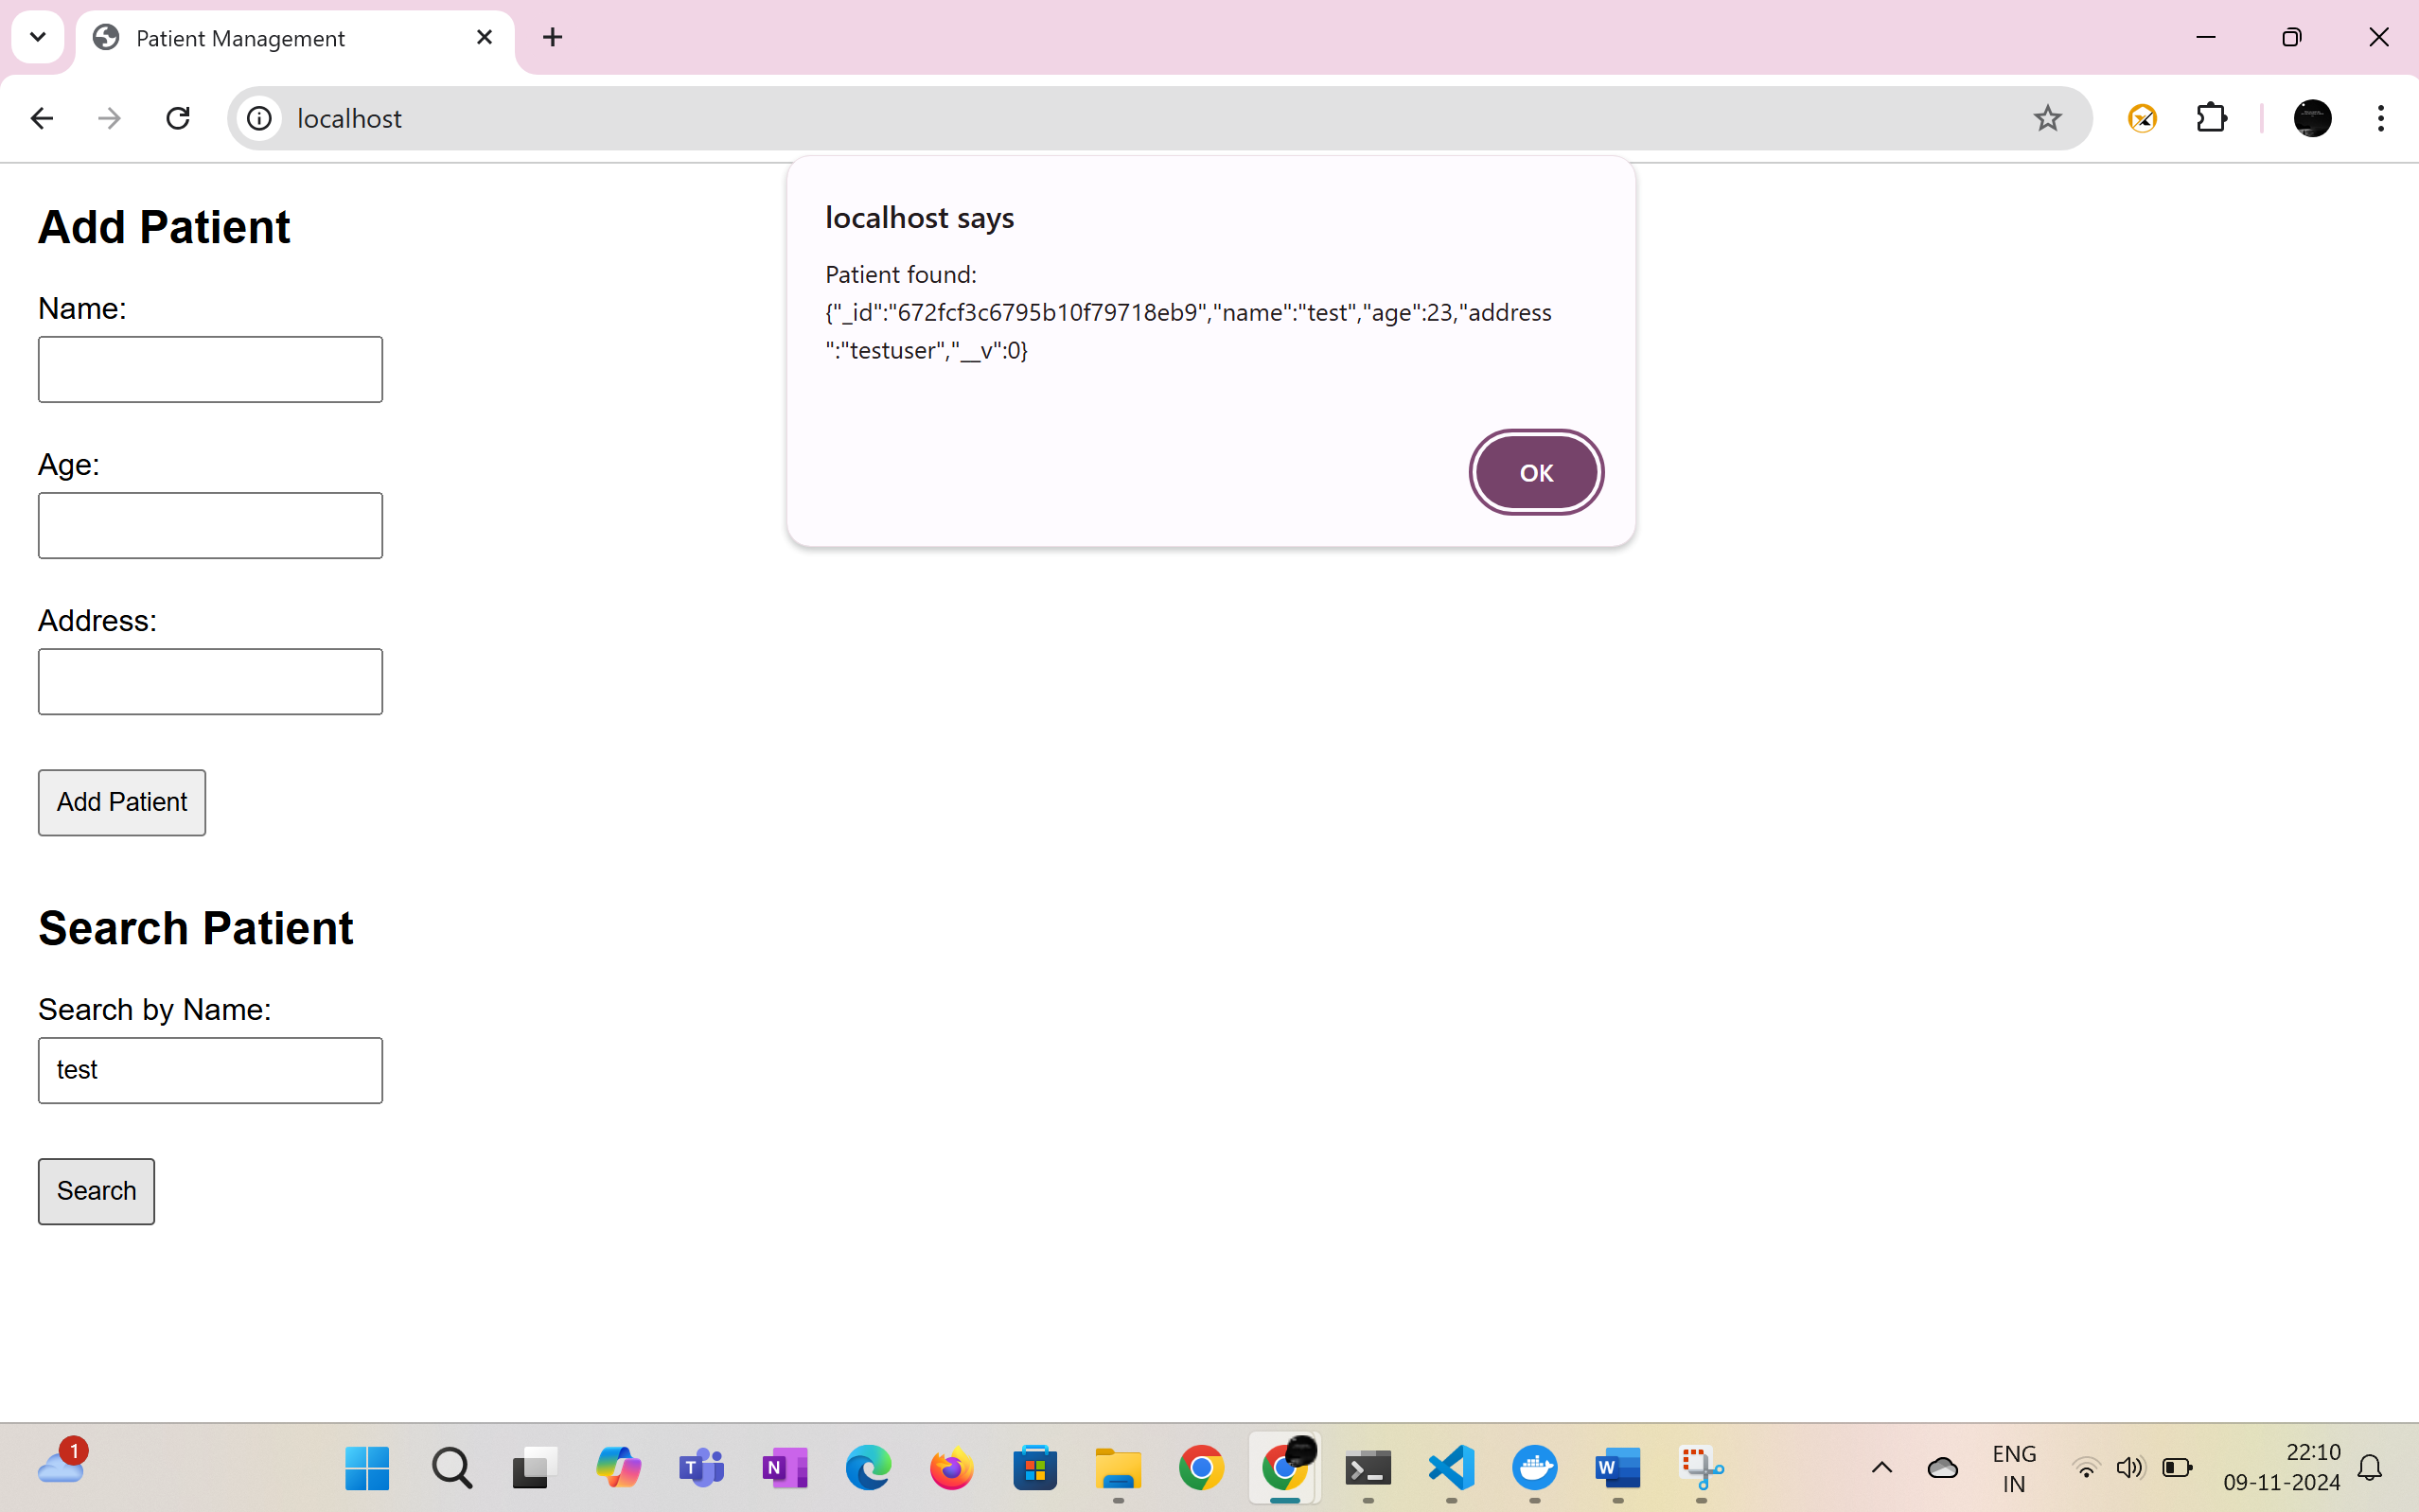 Patient Management
localhost
localhost says
Patient found:
{"_id":"672fcf3c6795b10f79718eb9","name":"test","age":23,"address
":"testuser","__v":0}
OK
Add Patient
Name:
Age:
Address:
Add Patient
Search Patient
Search by Name:
test
Search
1
T
N
W
ENG
IN
22:10
09-11-2024